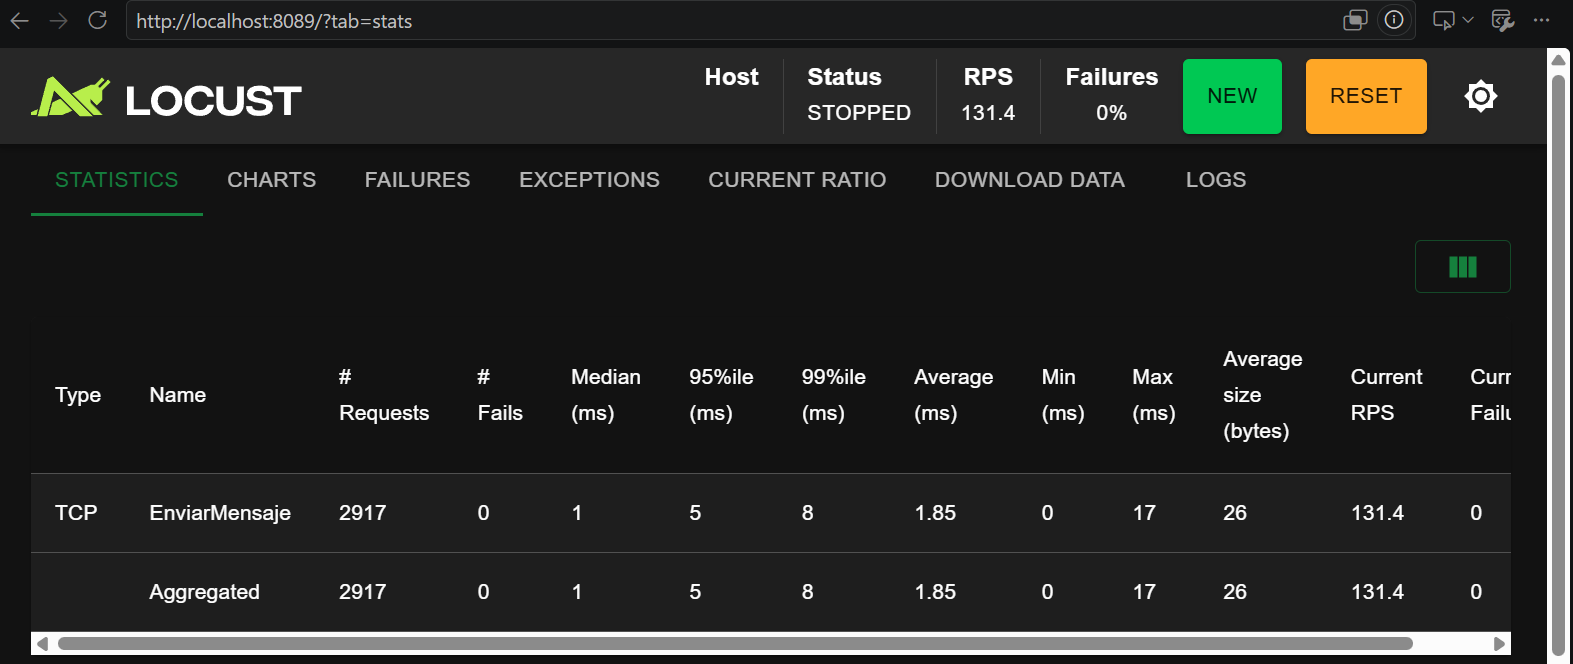 http://localhost:8089/?tab=stats
LOCUST
Host
Status
STOPPED
RPS
131.4
Failures
0%
NEW
RESET
STATISTICS CHARTS FAILURES EXCEPTIONS CURRENT RATIO DOWNLOAD DATA LOGS
Type Name # Requests # Fails Median (ms) 95%ile (ms) 99%ile (ms) Average (ms) Min (ms) Max (ms) Average size (bytes) Current RPS
TCP EnviarMensaje 2917 0 1 5 8 1.85 0 17 26 131.4 0
Aggregated 2917 0 1 5 8 1.85 0 17 26 131.4 0